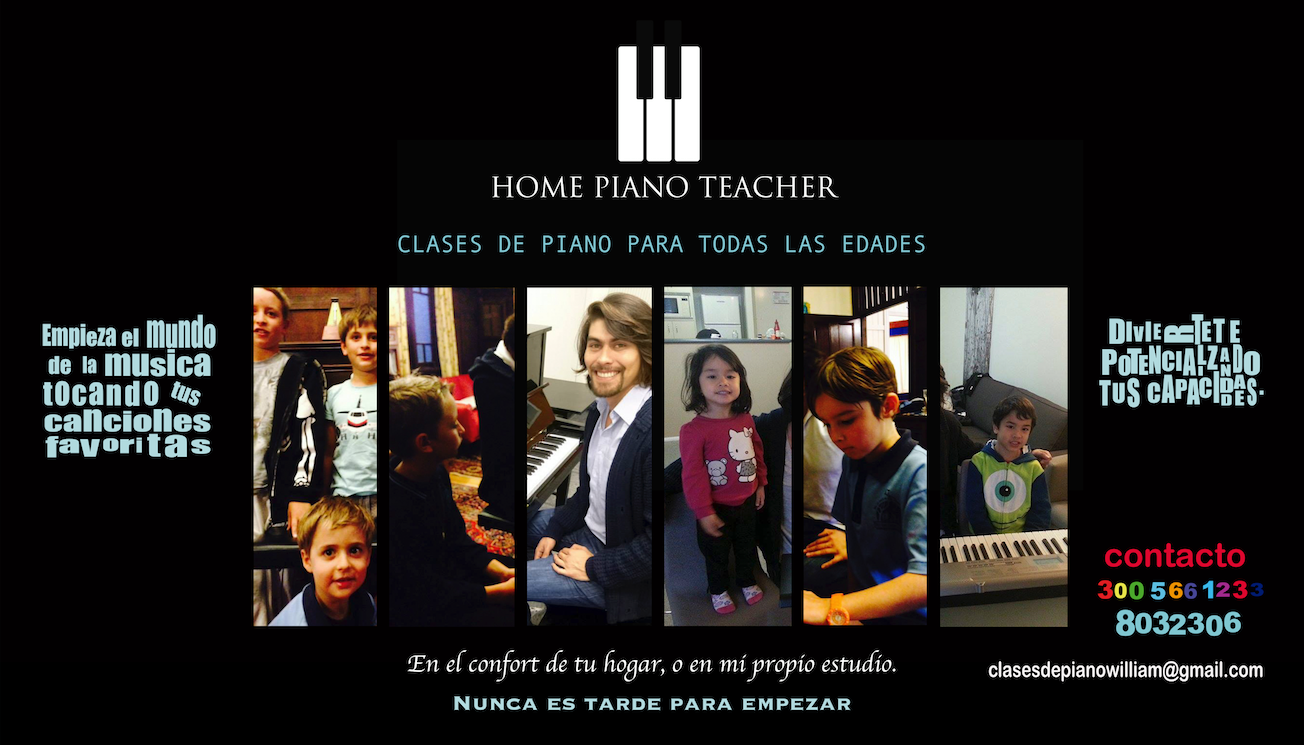 HOME PIANO TEACHER
CLASES DE PIANO PARA TODAS LAS EDADES
Empieza el mundo
de la musica
tocando tus
canciones
favoritas
DIVIERTETE
POTENCIALIZANDO
TUS CAPACIDADES.
contacto
300 566 1233
8032306
clasesdepianowilliam@gmail.com
En el confort de tu hogar, o en mi propio estudio.
NUNCA ES TARDE PARA EMPEZAR